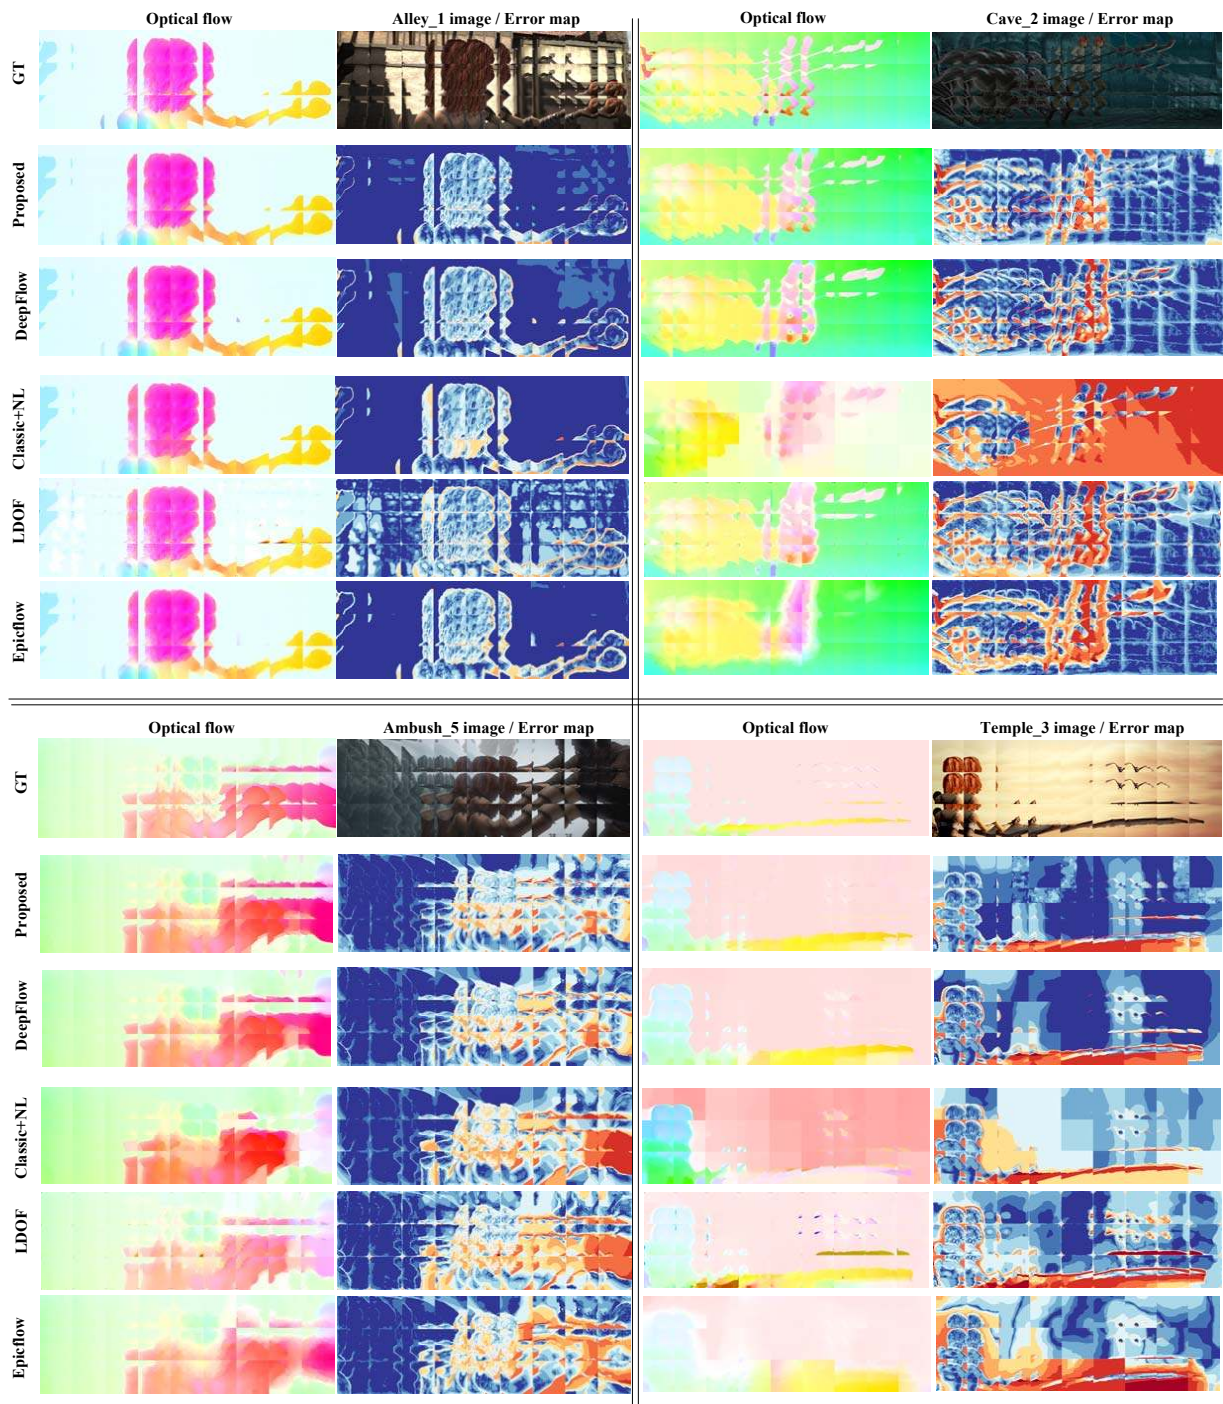 Optical flow Alley_1 image / Error map Optical flow Cave_2 image / Error map
GT
Proposed
DeepFlow
Classic+NL
LDOF
Epicflow
Optical flow Ambush_5 image / Error map Optical flow Temple_3 image / Error map
GT
Proposed
DeepFlow
Classic+NL
LDOF
Epicflow